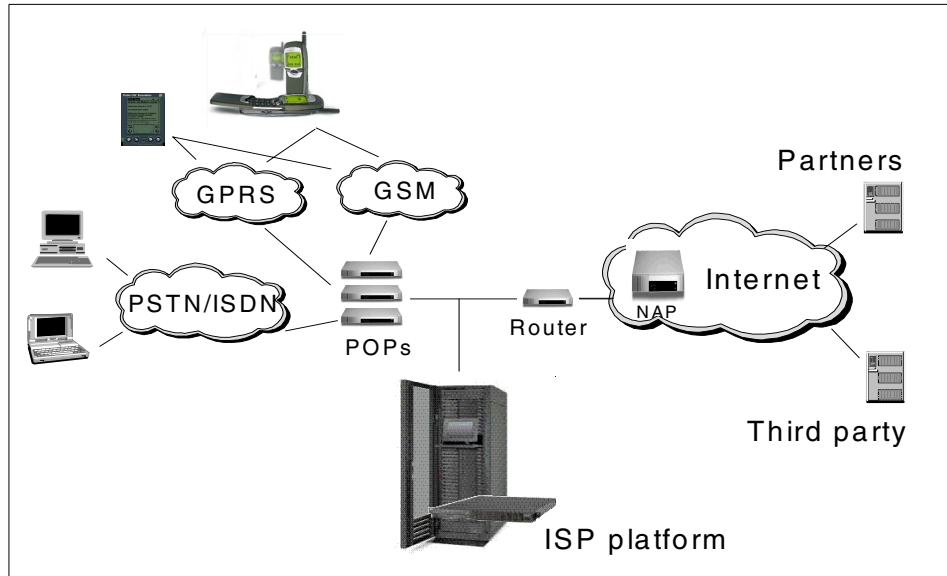 Partners
GPRS
GSM
PSTN/ISDN
Internet
NAP
Router
POPs
Third party
ISP platform